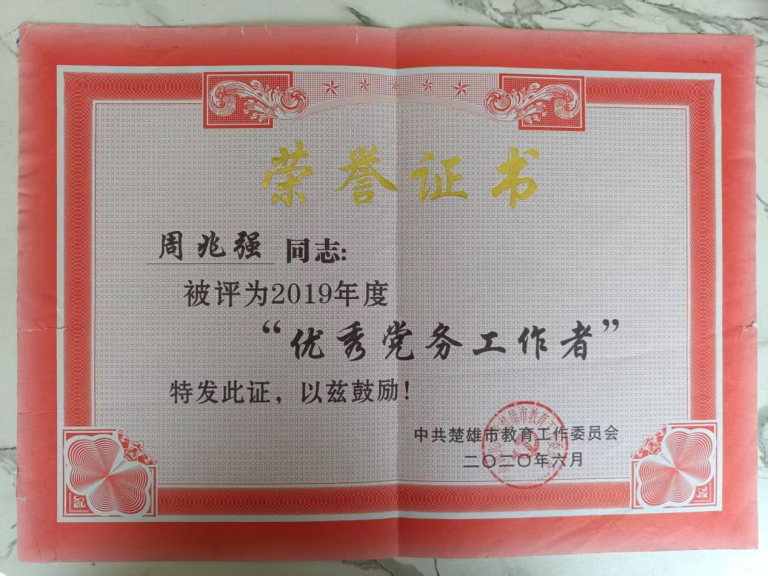 荣誉证书
周兆强 同志:
被评为2019年度
“优秀党务工作者”
特发此证，以兹鼓励！
中共楚雄市教育工作委员会
二〇二〇年六月